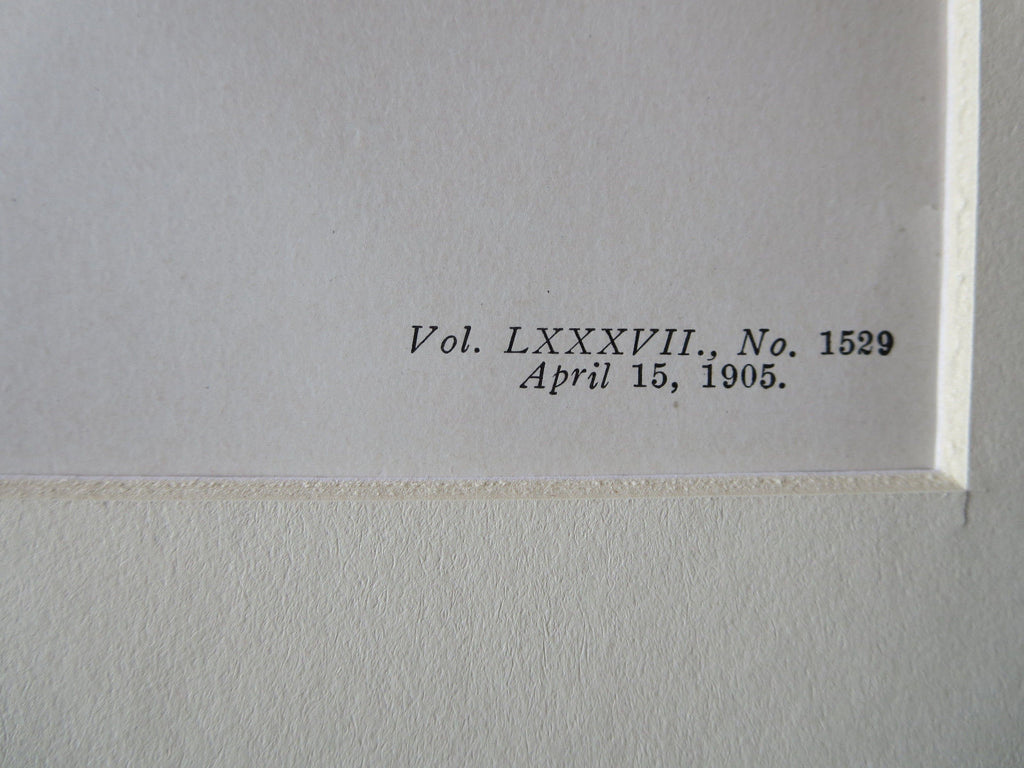 Vol. LXXXVII., No. 1529
April 15, 1905.